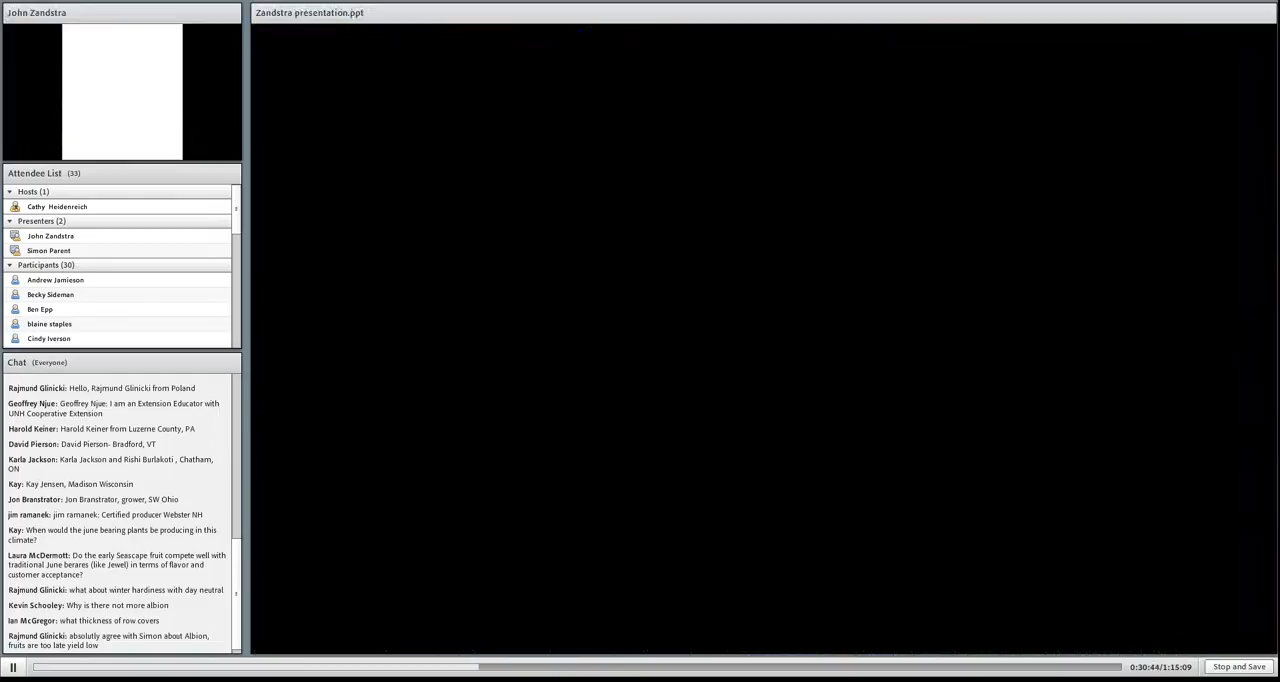 John Zandstra
Zandstra presentation.ppt
Attendee List (33)
Hosts (1)
Cathy Heidenreich
Presenters (2)
John Zandstra
Simon Parent
Participants (30)
Andrew Jamieson
Becky Sideman
Ben Epp
blaine staples
Cindy Iverson
Chat (Everyone)
Rajmund Glinicki: Hello, Rajmund Glinicki from Poland
Geoffrey Njue: Geoffrey Njue: I am an Extension Educator with
UNH Cooperative Extension
Harold Keiner: Harold Keiner from Luzerne County, PA
David Pierson: David Pierson- Bradford, VT
Karla Jackson: Karla Jackson and Rishi Burlakoti , Chatham,
ON
Kay: Kay Jensen, Madison Wisconsin
Jon Branstrator: Jon Branstrator, grower, SW Ohio
jim ramanek: jim ramanek: Certified producer Webster NH
Kay: When would the june bearing plants be producing in this
climate?
Laura McDermott: Do the early Seascape fruit compete well with
traditional June berares (like Jewel) in terms of flavor and
customer acceptance?
Rajmund Glinicki: what about winter hardiness with day neutral
Kevin Schooley: Why is there not more albion
Ian McGregor: what thickness of row covers
Rajmund Glinicki: absolutly agree with Simon about Albion,
fruits are too late yield low
0:30:44/1:15:09
Stop and Save